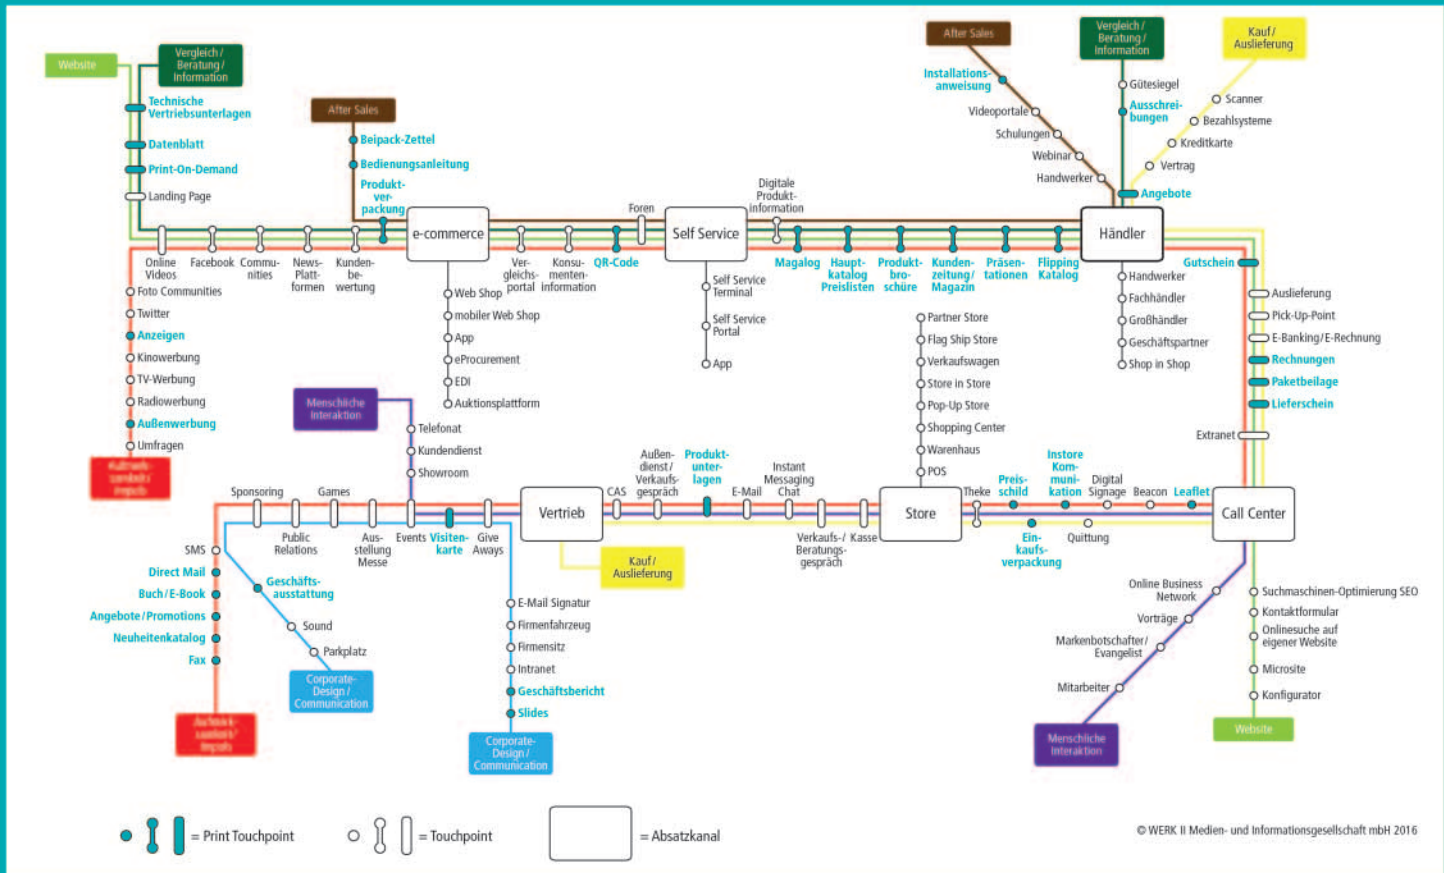 Website
Vergleich /
Beratung /
Information
Technische
Vertriebsunterlagen
Datenblatt
Print-On-Demand
Landing Page
After Sales
Beipack-Zettel
Bedienungsanleitung
Produkt-
ver-
packung
e-commerce
Foren
Self Service
Digitale
Produkt-
information
After Sales
Installations-
anweisung
Videoportale
Schulungen
Webinar
Handwerker
Vergleich /
Beratung /
Information
Gütesiegel
Ausschrei-
bungen
Kauf /
Auslieferung
Scanner
Bezahlsysteme
Kreditkarte
Vertrag
Angebote
Händler
Online
Videos
Facebook
Commu-
nities
News-
Platt-
formen
Kunden-
be-
wertung
Ver-
gleichs-
portal
Konsu-
menten-
information
QR-Code
Magalog
Haupt-
katalog
Preislisten
Produkt-
bro-
schüre
Kunden-
zeitung /
Magazin
Präsen-
tationen
Flipping
Katalog
Gutschein
Foto Communities
Twitter
Anzeigen
Kinowerbung
TV-Werbung
Radiowerbung
Außenwerbung
Umfragen
Web Shop
mobiler Web Shop
App
eProcurement
EDI
Auktionsplattform
Self Service
Terminal
Self Service
Portal
App
Partner Store
Flag Ship Store
Verkaufswagen
Store in Store
Pop-Up Store
Shopping Center
Warenhaus
POS
Handwerker
Fachhändler
Großhändler
Geschäftspartner
Shop in Shop
Auslieferung
Pick-Up-Point
E-Banking/E-Rechnung
Rechnungen
Paketbeilage
Lieferschein
Extranet
Menschliche
Interaktion
Telefonat
Kundendienst
Showroom
Sponsoring
Games
Public
Relations
Aus-
stellung
Messe
Events
Visiten-
karte
Give
Aways
Vertrieb
CAS
Außen-
dienst /
Verkaufs-
gespräch
Produkt-
unter-
lagen
E-Mail
Instant
Messaging
Chat
Verkaufs-/
Beratungs-
gespräch
Kasse
Store
Theke
Preis-
schild
Instore
Kom-
muni-
kation
Digital
Signage
Beacon
Leaflet
Ein-
kaufs-
verpackung
Quittung
Call Center
Kauf /
Auslieferung
SMS
Direct Mail
Buch / E-Book
Angebote / Promotions
Neuheitenkatalog
Fax
Geschäfts-
ausstattung
Sound
Parkplatz
Corporate-
Design /
Communication
E-Mail Signatur
Firmenfahrzeug
Firmensitz
Intranet
Geschäftsbericht
Slides
Corporate-
Design /
Communication
Online Business
Network
Vorträge
Markenbotschafter/
Evangelist
Mitarbeiter
Menschliche
Interaktion
Suchmaschinen-Optimierung SEO
Kontaktformular
Onlinesuche auf
eigener Website
Microsite
Konfigurator
Website
= Print Touchpoint
= Touchpoint
= Absatzkanal
© WERK II Medien- und Informationsgesellschaft mbH 2016